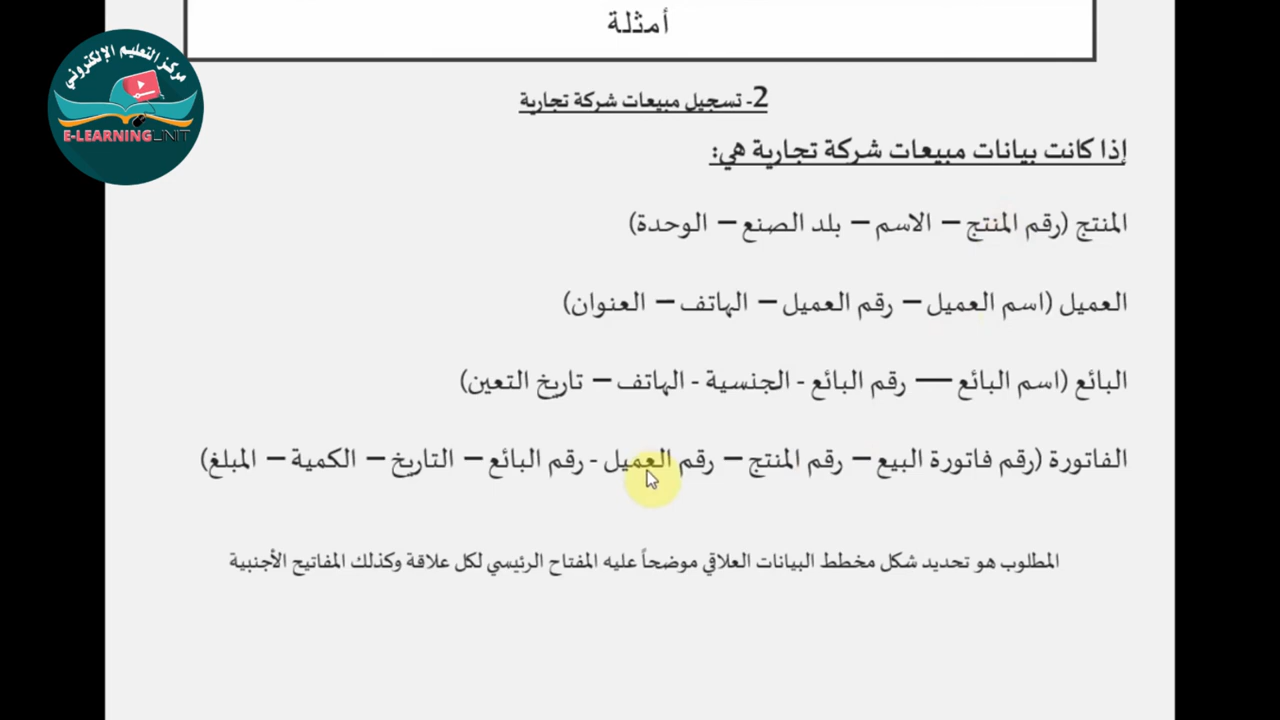 أمثلة
مركز التعليم الإلكتروني
E-LEARNING UNIT
2- تسجيل مبيعات شركة تجارية
إذا كانت بيانات مبيعات شركة تجارية هي:
المنتج (رقم المنتج – الاسم – بلد الصنع – الوحدة)
العميل (اسم العميل – رقم العميل – الهاتف – العنوان)
البائع (اسم البائع — رقم البائع - الجنسية - الهاتف – تاريخ التعين)
الفاتورة (رقم فاتورة البيع – رقم المنتج – رقم العميل - رقم البائع – التاريخ – الكمية – المبلغ)
المطلوب هو تحديد شكل مخطط البيانات العلاقي موضحاً عليه المفتاح الرئيسي لكل علاقة وكذلك المفاتيح الأجنبية